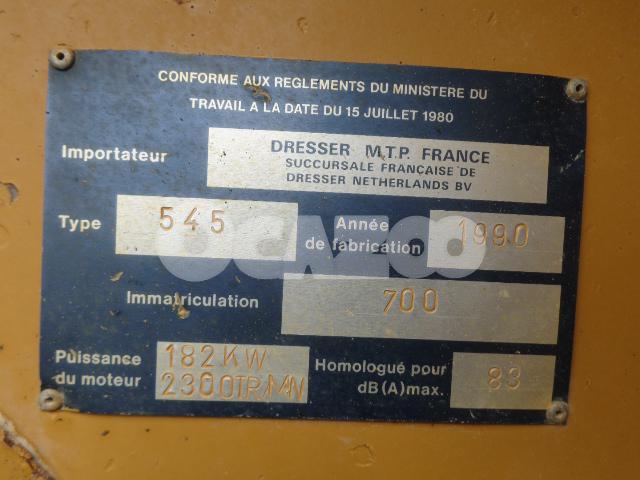 CONFORME AUX REGLEMENTS DU MINISTERE DU
TRAVAIL A LA DATE DU 15 JUILLET 1980
Importateur
DRESSER M.T.P. FRANCE
SUCCURSALE FRANÇAISE DE
DRESSER NETHERLANDS BV
Type 545
Année
de fabrication 1990
OCAZOO
Immatriculation 700
Puissance
du moteur
182KW
2300TR/MN
Homologué pour
dB (A) max. 83